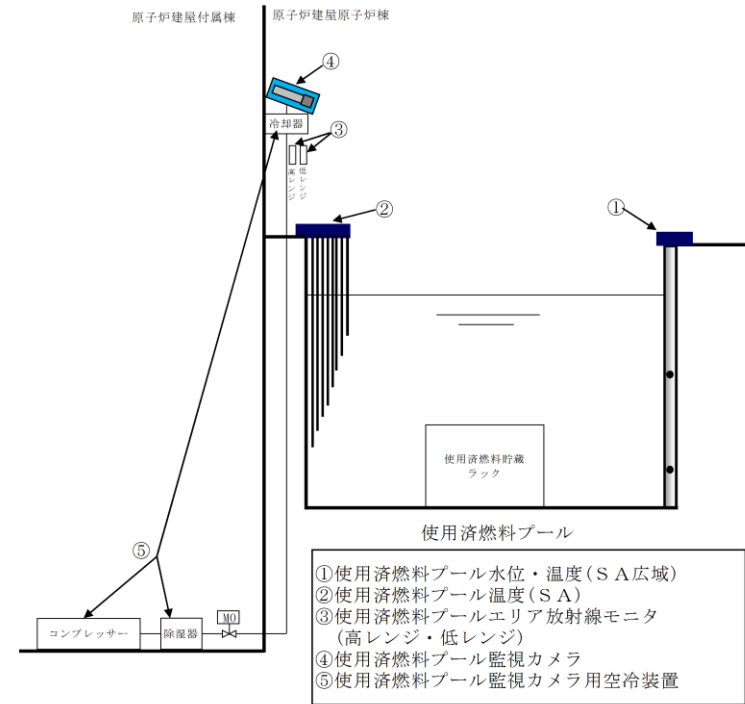 原子炉建屋付属棟
原子炉建屋原子炉棟
④
冷却器
③
高レンジ
低レンジ
②
①
使用済燃料貯蔵
ラック
⑤
使用済燃料プール
MO
コンプレッサー
除湿器
①使用済燃料プール水位・温度(SA広域)
②使用済燃料プール温度(SA)
③使用済燃料プールエリア放射線モニタ
(高レンジ・低レンジ)
④使用済燃料プール監視カメラ
⑤使用済燃料プール監視カメラ用空冷装置